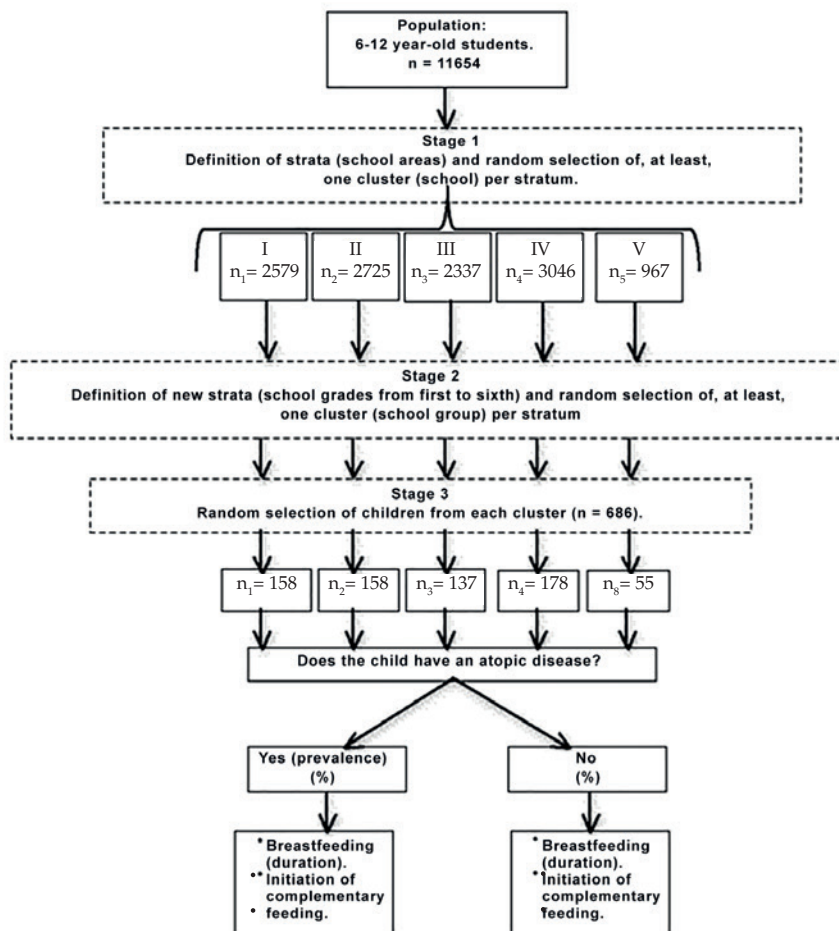 Population:
6-12 year-old students.
n = 11654
Stage 1
Definition of strata (school areas) and random selection of, at least,
one cluster (school) per stratum.
I
n₁= 2579
II
n₂= 2725
III
n₃= 2337
IV
n₄= 3046
V
n₅= 967
Stage 2
Definition of new strata (school grades from first to sixth) and random selection of, at least,
one cluster (school group) per stratum
Stage 3
Random selection of children from each cluster (n = 686).
n₁= 158
n₂= 158
n₃= 137
n₄= 178
n₈= 55
Does the child have an atopic disease?
Yes (prevalence)
(%)
No
(%)
• Breastfeeding
(duration).
• Initiation of
complementary
• feeding.
• Breastfeeding
(duration).
• Initiation of
complementary
• feeding.